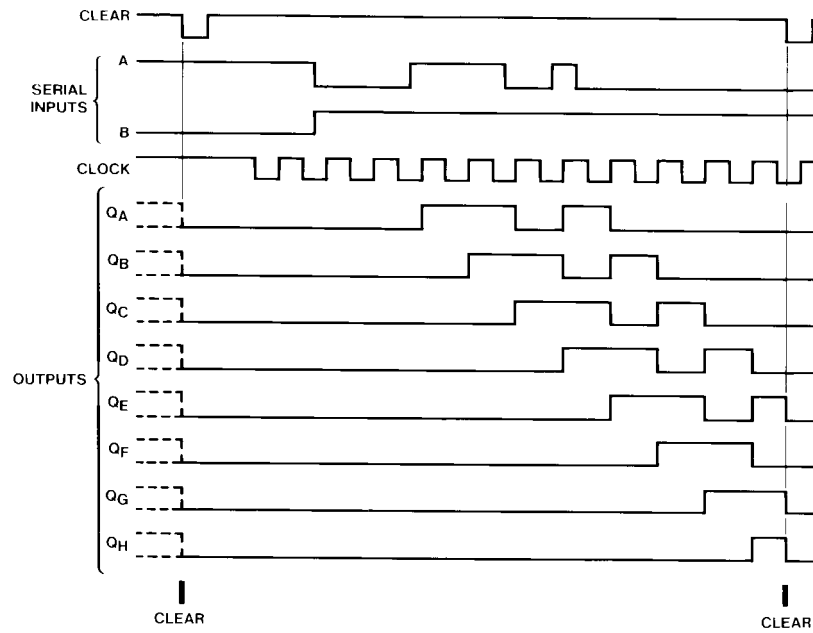 CLEAR
A
SERIAL
INPUTS
B
CLOCK
QA
QB
QC
QD
OUTPUTS
QE
QF
QG
QH
CLEAR
CLEAR